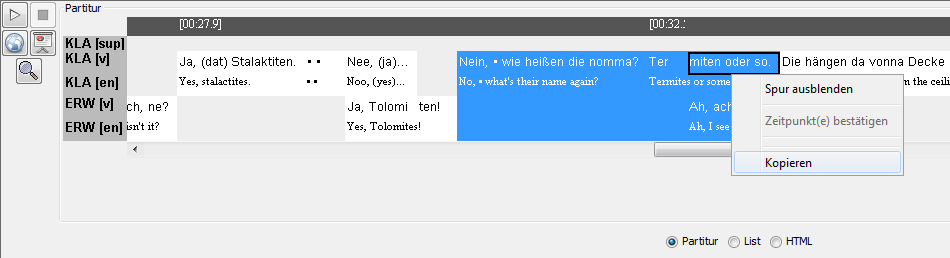 Partitur
[00:27.9] [00:32.
KLA [sup]
KLA [v] Ja, (dat) Stalaktiten. • • Nee, (ja)... Nein, • wie heißen die nomma? Ter miten oder so. Die hängen da vonna Decke
KLA [en] Yes, stalactites. Noo, (yes)... No, • what's their name again? Termites or some n the ceilin
ERW [v] ch, ne? Ja, Tolomi ten! Ah, ach
ERW [en] isn't it? Yes, Tolomites! Ah, I see
Spur ausblenden
Zeitpunkt(e) bestätigen
Kopieren
Partitur List HTML